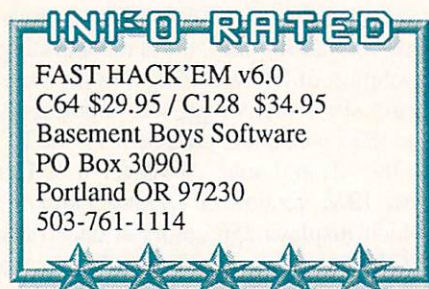 INFO RATED
FAST HACK'EM v6.0
C64 $29.95 / C128 $34.95
Basement Boys Software
PO Box 30901
Portland OR 97230
503-761-1114